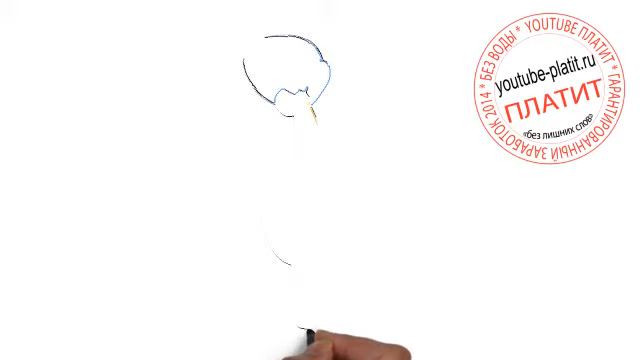 * БЕЗ ВОДЫ * YOUTUBE ПЛАТИТ * ГАРАНТИРОВАННЫЙ ЗАРАБОТОК 2014
youtube-platit.ru
ПЛАТИТ
«без лишних слов»